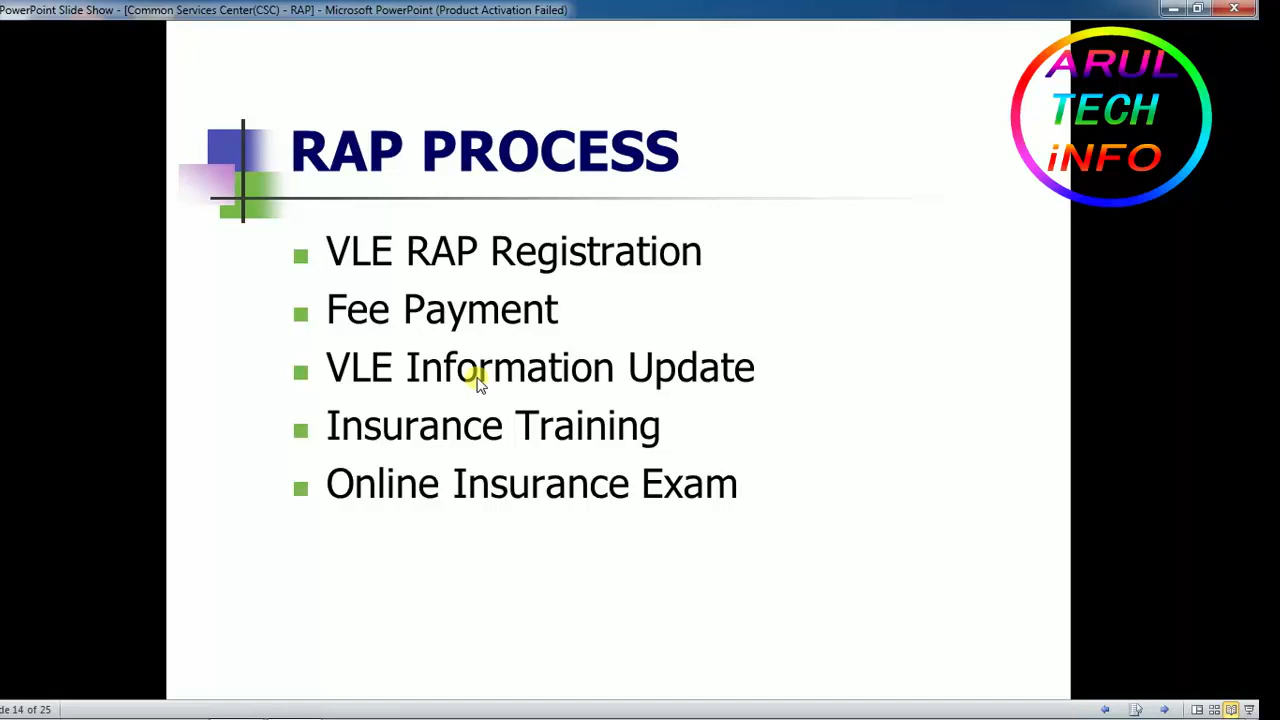 PowerPoint Slide Show - [Common Services Center(CSC) - RAP] - Microsoft PowerPoint (Product Activation Failed)
ARUL
TECH
iNFO
RAP PROCESS
VLE RAP Registration
Fee Payment
VLE Information Update
Insurance Training
Online Insurance Exam
de 14 of 25